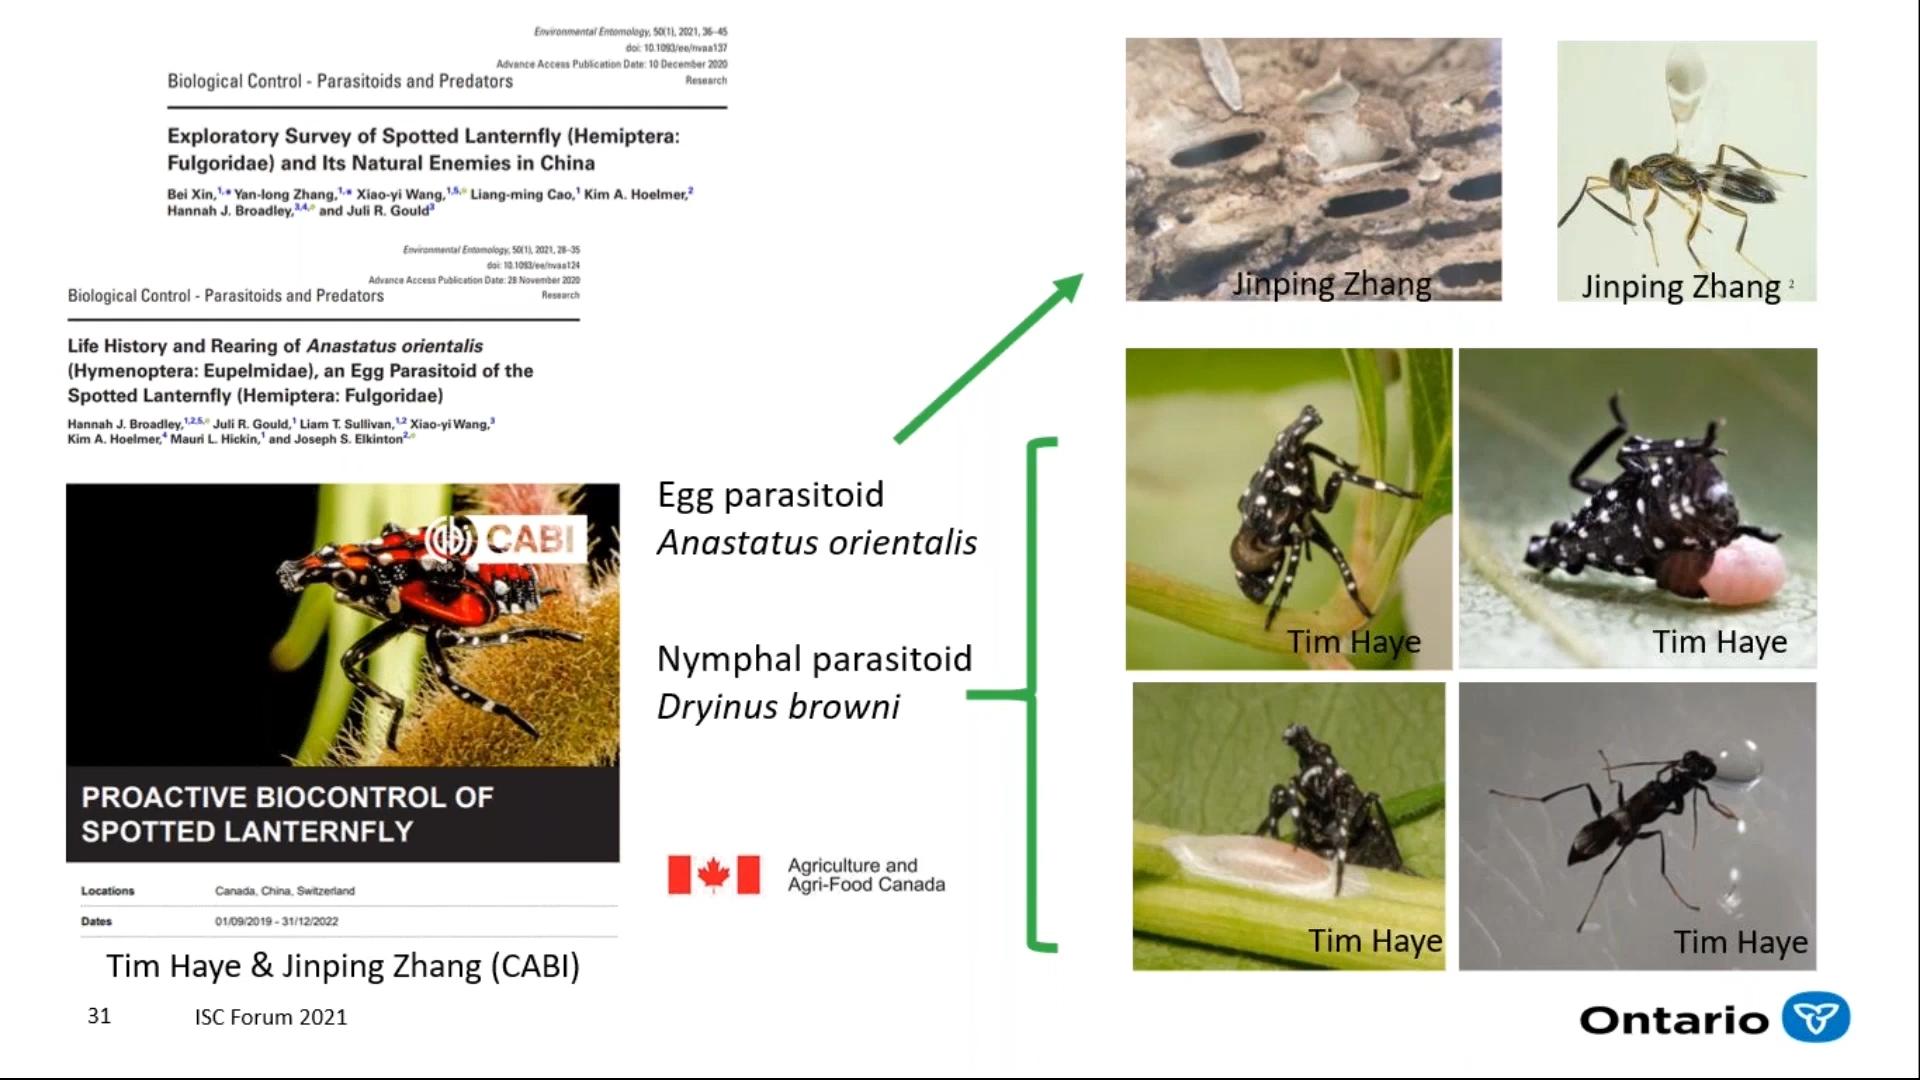 Environmental Entomology, 50(1), 2021, 36–45
doi: 10.1093/ee/nvaa137
Advance Access Publication Date: 10 December 2020
Biological Control - Parasitoids and Predators
Research
Exploratory Survey of Spotted Lanternfly (Hemiptera:
Fulgoridae) and Its Natural Enemies in China
Bei Xin,1,* Yan-long Zhang,1,* Xiao-yi Wang,1,5, Liang-ming Cao,1 Kim A. Hoelmer,2
Hannah J. Broadley,3,4, and Juli R. Gould3
Environmental Entomology, 50(1), 2021, 28–35
doi: 10.1093/ee/nvaa124
Advance Access Publication Date: 28 November 2020
Biological Control - Parasitoids and Predators
Research
Life History and Rearing of Anastatus orientalis
(Hymenoptera: Eupelmidae), an Egg Parasitoid of the
Spotted Lanternfly (Hemiptera: Fulgoridae)
Hannah J. Broadley,1,2,5, Juli R. Gould,1 Liam T. Sullivan,1,2 Xiao-yi Wang,3
Kim A. Hoelmer,4 Mauri L. Hickin,1 and Joseph S. Elkinton2,
CABI
PROACTIVE BIOCONTROL OF
SPOTTED LANTERNFLY
Locations Canada, China, Switzerland
Dates 01/09/2019 - 31/12/2022
Tim Haye & Jinping Zhang (CABI)
Egg parasitoid
Anastatus orientalis
Nymphal parasitoid
Dryinus browni
Agriculture and
Agri-Food Canada
Jinping Zhang
Jinping Zhang 2
Tim Haye
Tim Haye
Tim Haye
Tim Haye
31 ISC Forum 2021
Ontario